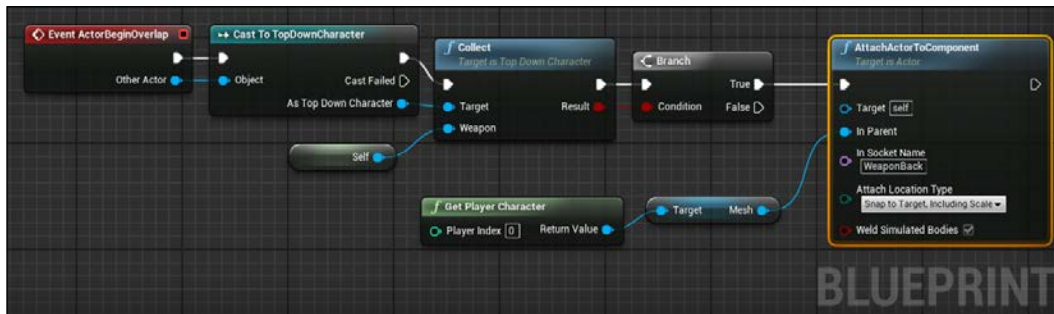 Event ActorBeginOverlap
Other Actor
Cast To TopDownCharacter
Object
Cast Failed
As Top Down Character
Self
Collect
Target is Top Down Character
Target
Result
Weapon
Branch
True
Condition
False
Get Player Character
Player Index 0
Return Value
Target
Mesh
AttachActorToComponent
Target is Actor
Target self
In Parent
In Socket Name
WeaponBack
Attach Location Type
Snap to Target, Including Scale
Weld Simulated Bodies
BLUEPRINT